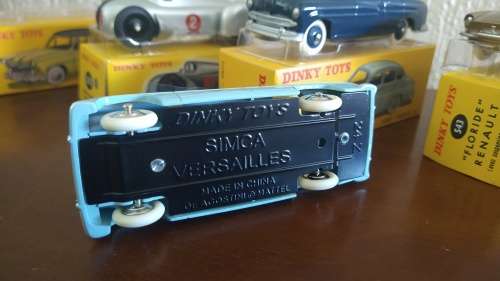 DINKY TOYS
2
DINKY TOYS
DINKY TOYS
DINKY TOYS
543
"FLORIDE"
RENAULT
DINKY TOYS
SIMCA
VERSAILLES
MADE IN CHINA
DE AGOSTINI © MATTEL